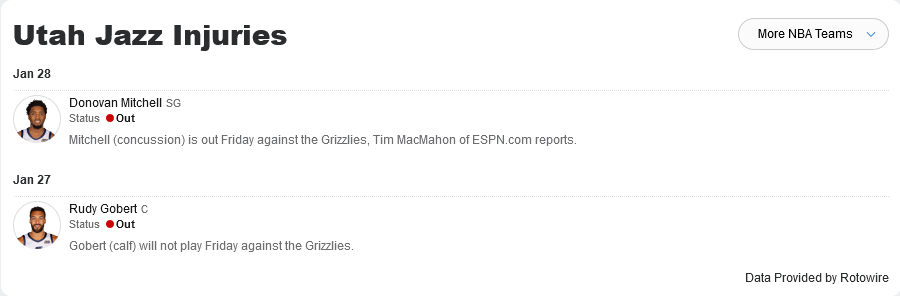 Utah Jazz Injuries
More NBA Teams
Jan 28
Donovan Mitchell SG
Status Out
Mitchell (concussion) is out Friday against the Grizzlies, Tim MacMahon of ESPN.com reports.
Jan 27
Rudy Gobert C
Status Out
Gobert (calf) will not play Friday against the Grizzlies.
Data Provided by Rotowire